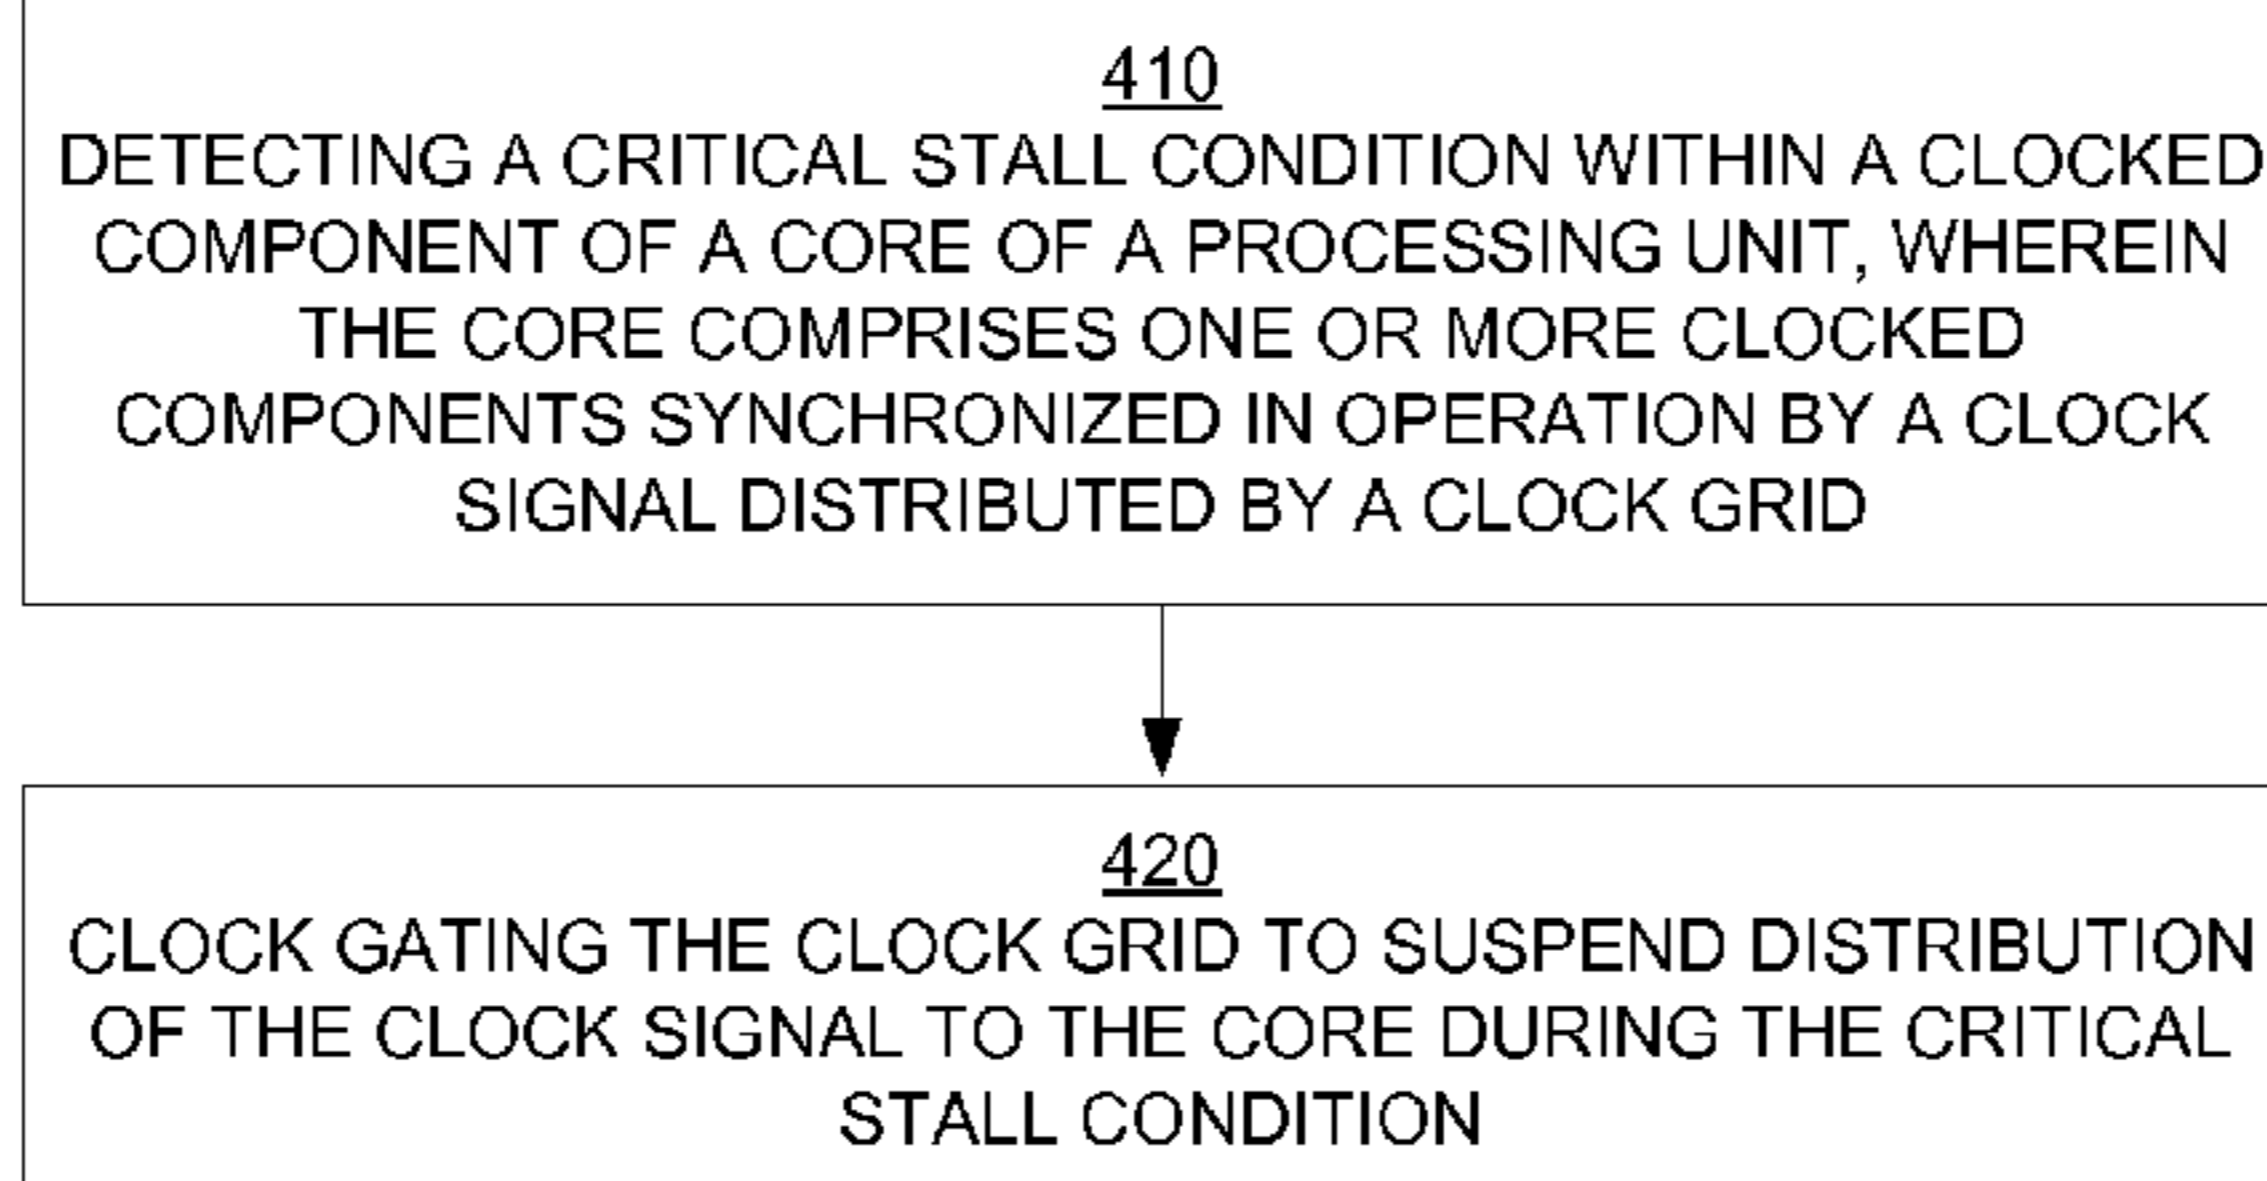 410
DETECTING A CRITICAL STALL CONDITION WITHIN A CLOCKED
COMPONENT OF A CORE OF A PROCESSING UNIT, WHEREIN
THE CORE COMPRISES ONE OR MORE CLOCKED
COMPONENTS SYNCHRONIZED IN OPERATION BY A CLOCK
SIGNAL DISTRIBUTED BY A CLOCK GRID
420
CLOCK GATING THE CLOCK GRID TO SUSPEND DISTRIBUTION
OF THE CLOCK SIGNAL TO THE CORE DURING THE CRITICAL
STALL CONDITION